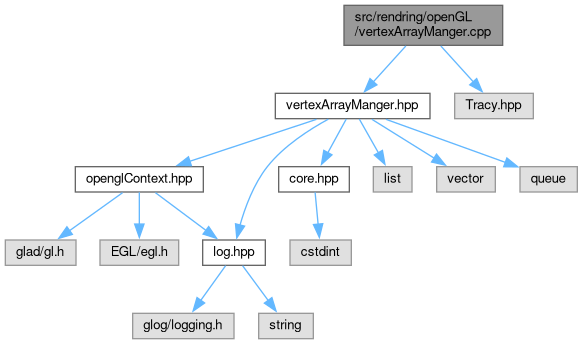 src/rendring/openGL
/vertexArrayManger.cpp
vertexArrayManger.hpp
Tracy.hpp
openglContext.hpp
core.hpp
list
vector
queue
glad/gl.h
EGL/egl.h
log.hpp
cstdint
glog/logging.h
string